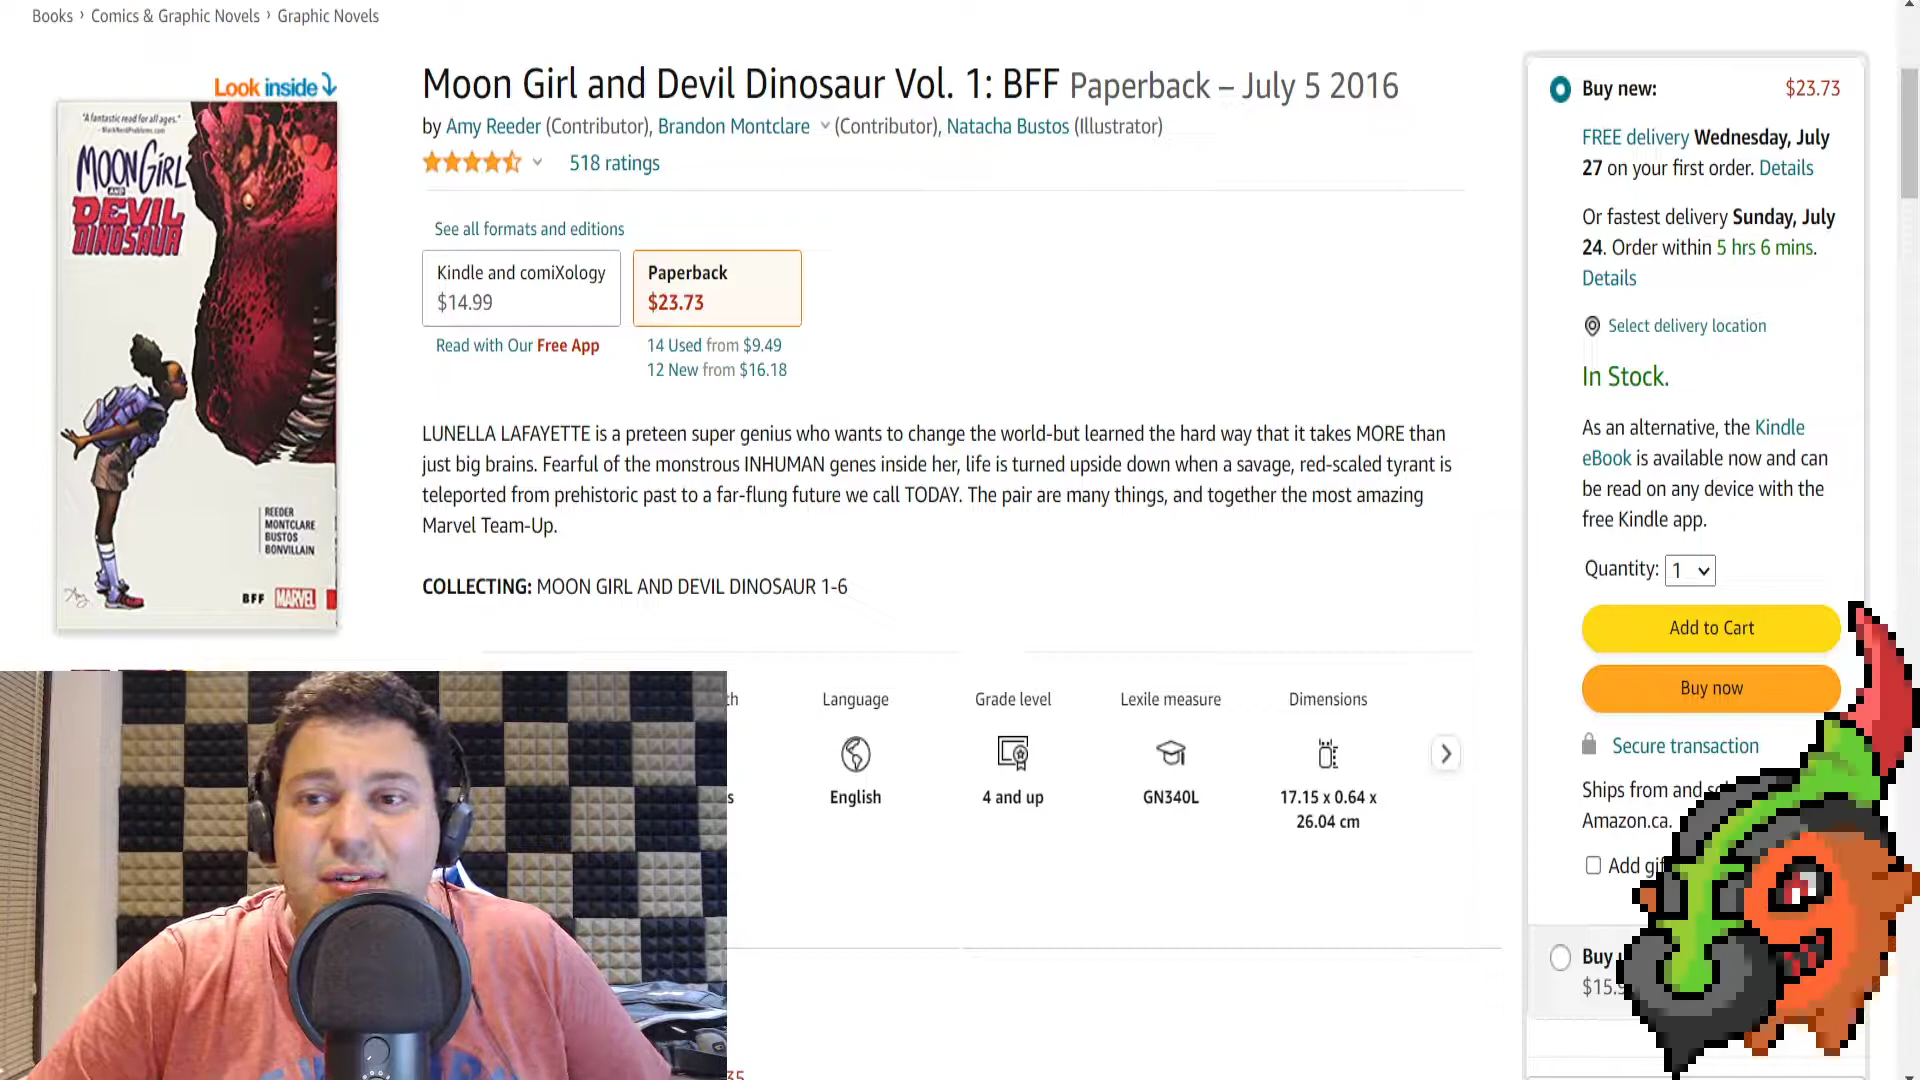 Books › Comics & Graphic Novels › Graphic Novels
Look inside
"A fantastic read for all ages."
- BlackNerdProblems.com
MOON GIRL
AND
DEVIL
DINOSAUR
REEDER
MONTCLARE
BUSTOS
BONVILLAIN
BFF MARVEL
Moon Girl and Devil Dinosaur Vol. 1: BFF Paperback – July 5 2016
by Amy Reeder (Contributor), Brandon Montclare (Contributor), Natacha Bustos (Illustrator)
518 ratings
See all formats and editions
Kindle and comiXology
$14.99
Read with Our Free App
Paperback
$23.73
14 Used from $9.49
12 New from $16.18
LUNELLA LAFAYETTE is a preteen super genius who wants to change the world-but learned the hard way that it takes MORE than
just big brains. Fearful of the monstrous INHUMAN genes inside her, life is turned upside down when a savage, red-scaled tyrant is
teleported from prehistoric past to a far-flung future we call TODAY. The pair are many things, and together the most amazing
Marvel Team-Up.
COLLECTING: MOON GIRL AND DEVIL DINOSAUR 1-6
Language
English
Grade level
4 and up
Lexile measure
GN340L
Dimensions
17.15 x 0.64 x
26.04 cm
Buy new: $23.73
FREE delivery Wednesday, July
27 on your first order. Details
Or fastest delivery Sunday, July
24. Order within 5 hrs 6 mins.
Details
Select delivery location
In Stock.
As an alternative, the Kindle
eBook is available now and can
be read on any device with the
free Kindle app.
Quantity: 1
Add to Cart
Buy now
Secure transaction
Ships from and
Amazon.ca.
Add
Buy